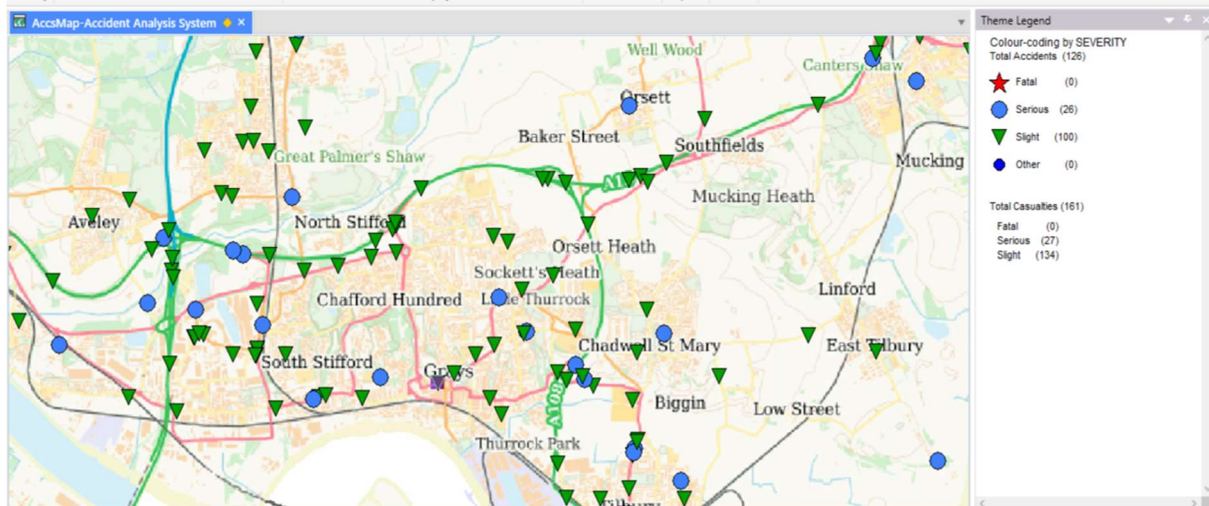 AccsMap-Accident Analysis System
Theme Legend
Colour-coding by SEVERITY
Total Accidents (126)
Fatal (0)
Serious (26)
Slight (100)
Other (0)
Total Casualties (161)
Fatal (0)
Serious (27)
Slight (134)
Well Wood
Canters Shaw
Orsett
Baker Street
Southfields
Great Palmer's Shaw
Mucking
Mucking Heath
Aveley
North Stifford
Orsett Heath
Sockett's Heath
Linford
Chafford Hundred
Little Thurrock
Chadwell St Mary
East Tilbury
South Stifford
Grays
Biggin
Low Street
A108
Thurrock Park
Tilbury